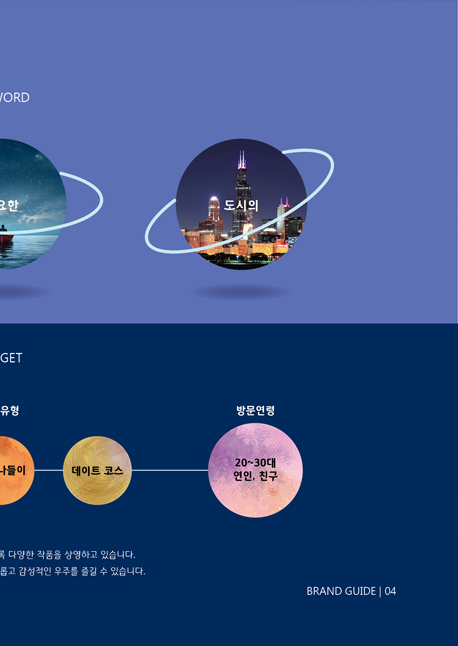 WORD
요한
도시의
GET
유형
방문연령
나들이
데이트 코스
20~30대
연인, 친구
록 다양한 작품을 상영하고 있습니다.
롭고 감성적인 우주를 즐길 수 있습니다.
BRAND GUIDE | 04